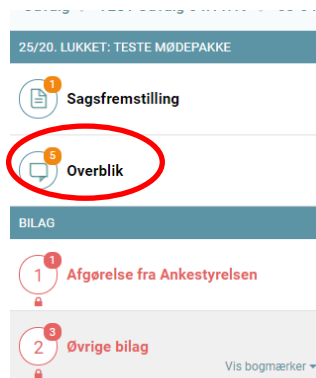 25/20. LUKKET: TESTE MØDEPAKKE
1
Sagsfremstilling
5
Overblik
BILAG
1
1
Afgørelse fra Ankestyrelsen
3
2
Øvrige bilag
Vis bogmærker